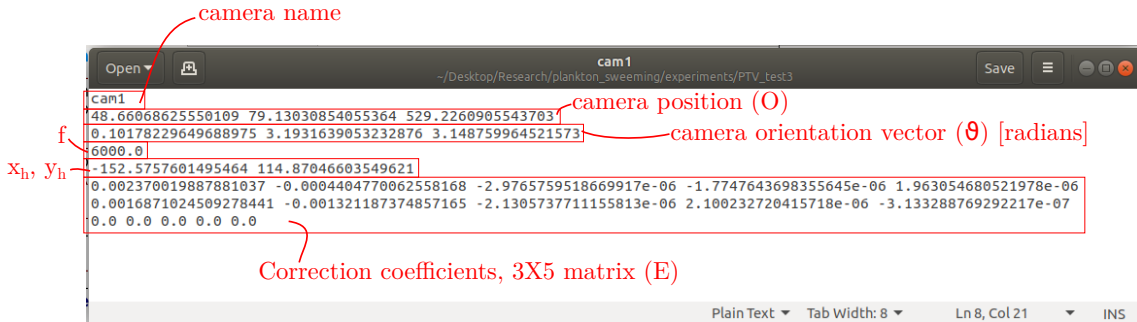 camera name
Open
cam1
~/Desktop/Research/plankton_sweeming/experiments/PTV_test3
Save
cam1
48.66068625550109 79.13030854055364 529.2260905543703
camera position (O)
0.10178229649688975 3.1931639053232876 3.148759964521573
camera orientation vector (θ) [radians]
f
6000.0
xh, yh
-152.5757601495464 114.87046603549621
0.002370019887881037 -0.0004404770062558168 -2.9765759518669917e-06 -1.7747643698355645e-06 1.963054680521978e-06
0.0016871024509278441 -0.001321187374857165 -2.1305737711155813e-06 2.100232720415718e-06 -3.133288769292217e-07
0.0 0.0 0.0 0.0 0.0
Correction coefficients, 3X5 matrix (E)
Plain Text Tab Width: 8 Ln 8, Col 21 INS